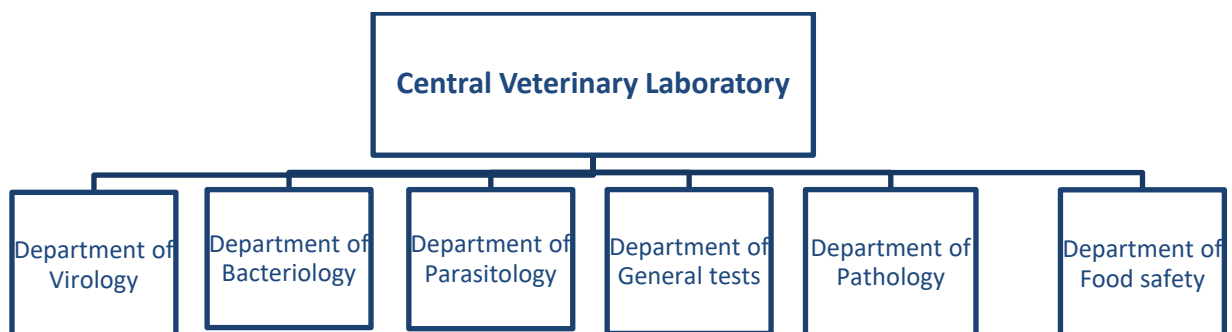 Central Veterinary Laboratory
Department of
Virology
Department of
Bacteriology
Department of
Parasitology
Department of
General tests
Department of
Pathology
Department of
Food safety